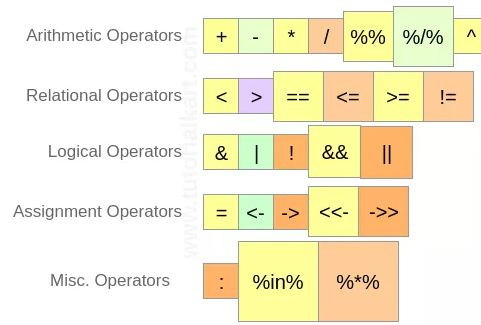 Arithmetic Operators + - * / %% %/% ^
Relational Operators < > == <= >= !=
Logical Operators & | ! && ||
Assignment Operators = <- -> <<- ->>
Misc. Operators : %in% %*%
www.tutorialkart.com